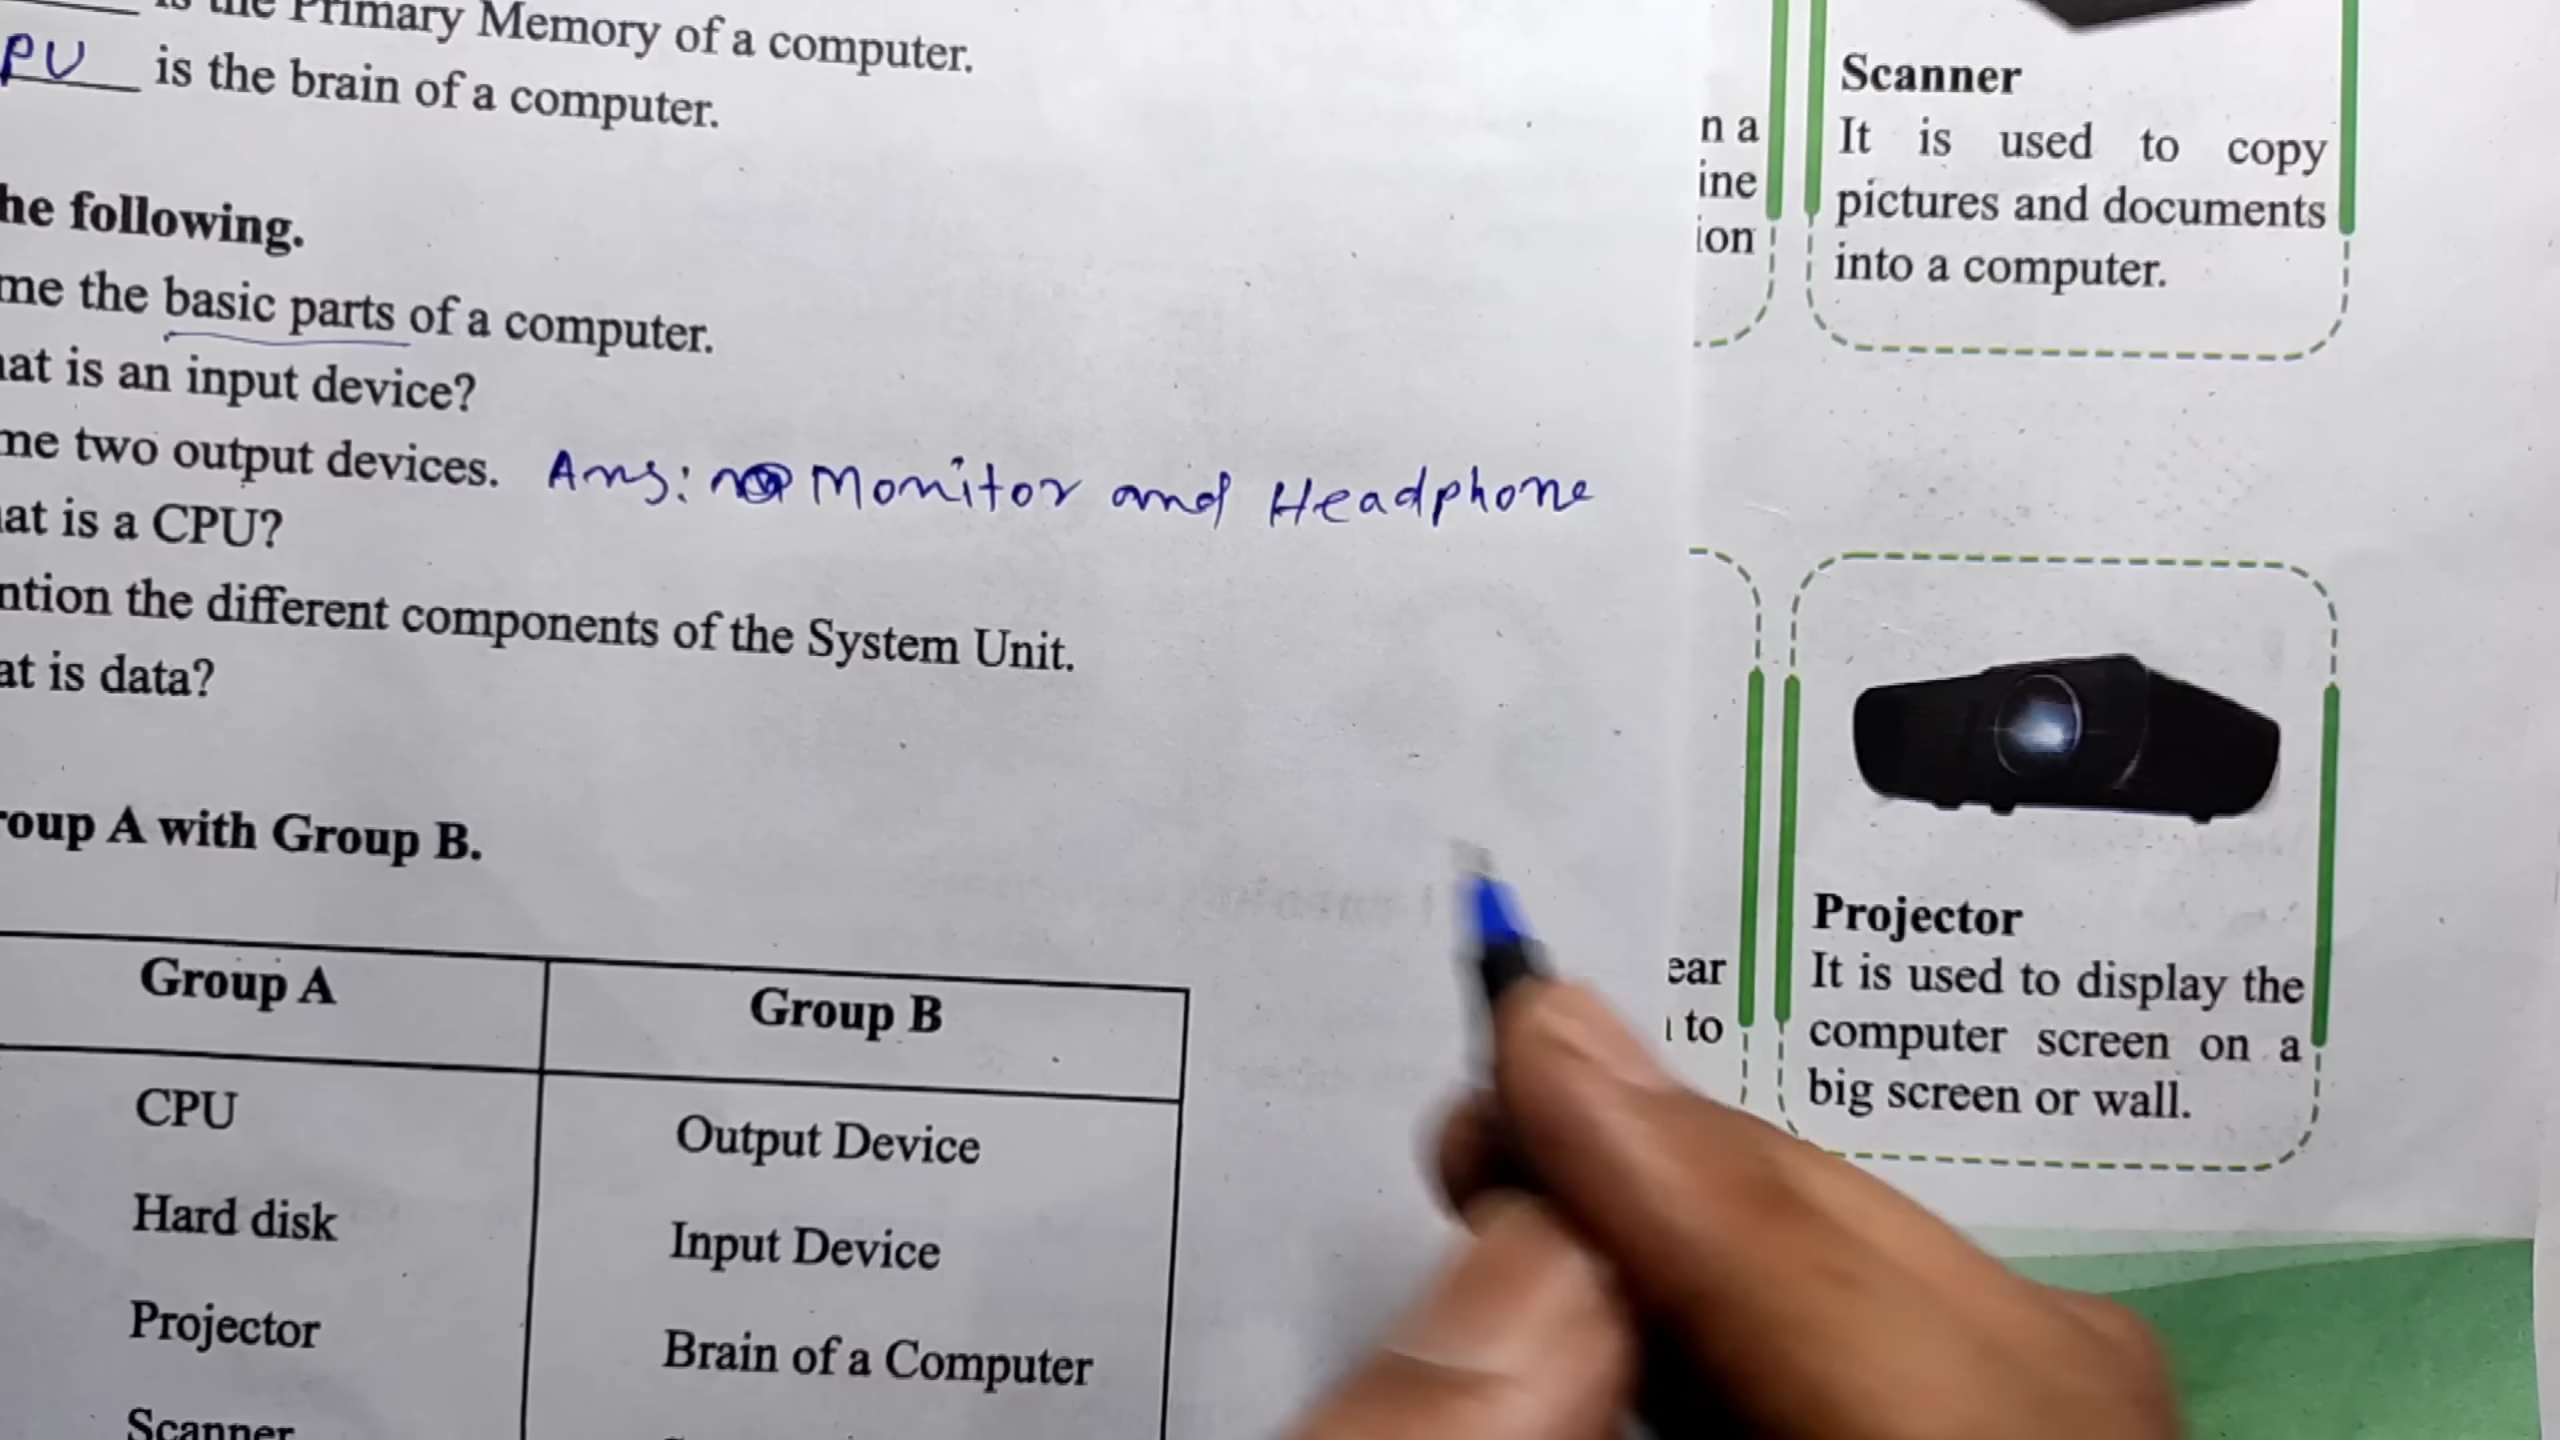 is the Primary Memory of a computer.
PU is the brain of a computer.
he following.
me the basic parts of a computer.
hat is an input device?
me two output devices. Ans: Monitor and Headphone
hat is a CPU?
ntion the different components of the System Unit.
at is data?
roup A with Group B.
Group A Group B
CPU Output Device
Hard disk Input Device
Projector Brain of a Computer
Scanner
n a
ine
ion
ear
to
Scanner
It is used to copy
pictures and documents
into a computer.
Projector
It is used to display the
computer screen on a
big screen or wall.